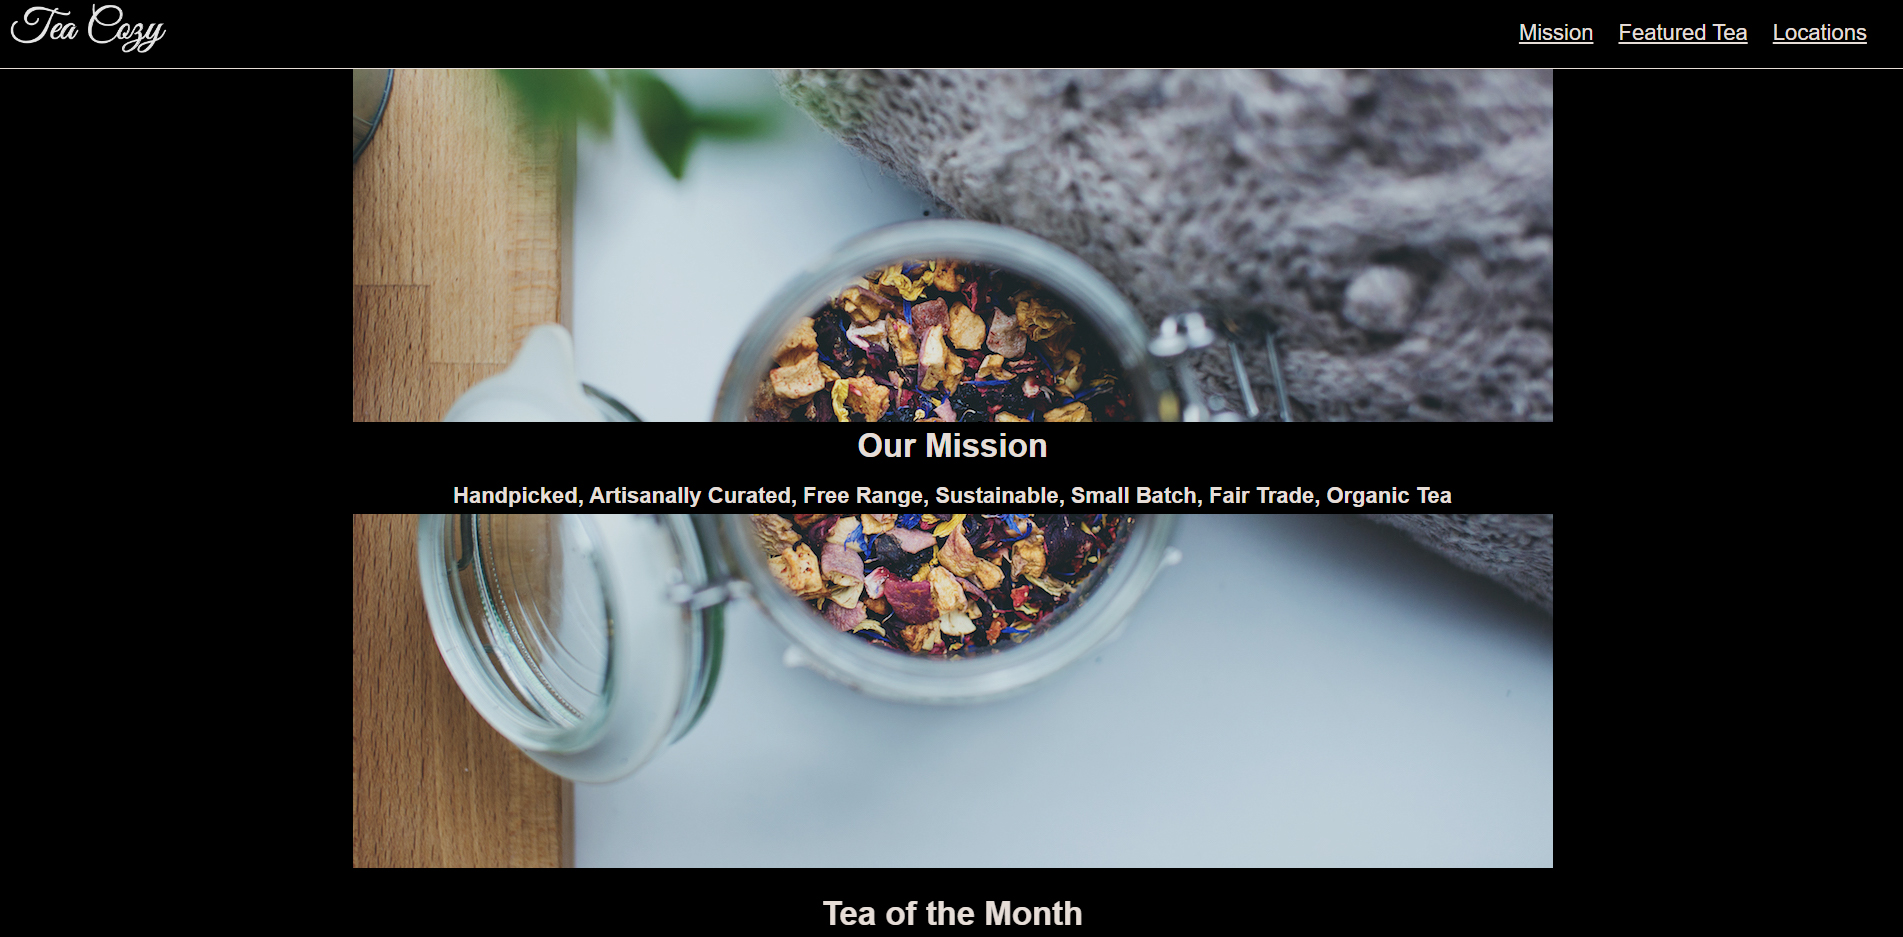 Tea Cozy
Mission Featured Tea Locations
Our Mission
Handpicked, Artisanally Curated, Free Range, Sustainable, Small Batch, Fair Trade, Organic Tea
Tea of the Month